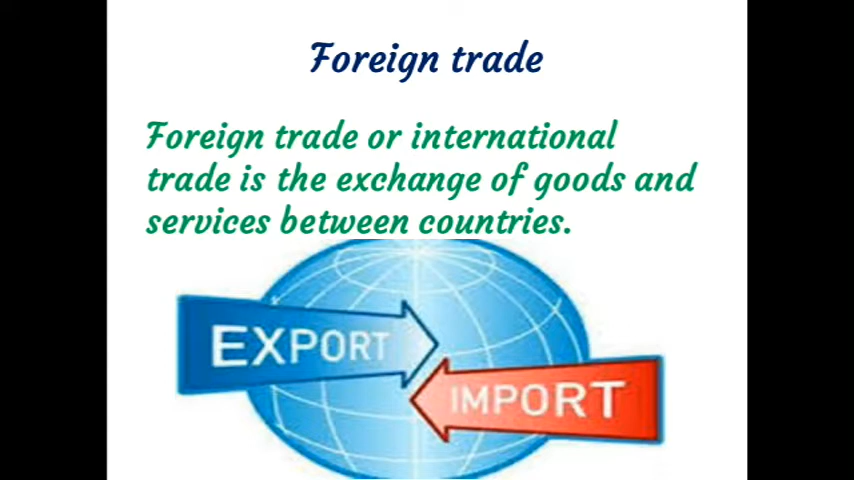 Foreign trade
Foreign trade or international
trade is the exchange of goods and
services between countries.
EXPORT
IMPORT